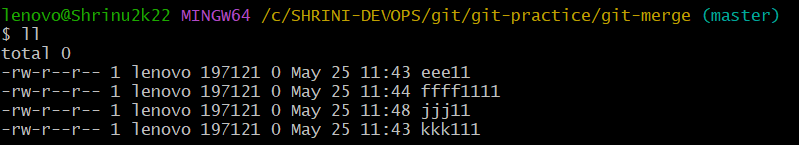 lenovo@Shrinu2k22 MINGW64 /c/SHRINI-DEVOPS/git/git-practice/git-merge (master)
$ ll
total 0
-rw-r--r-- 1 lenovo 197121 0 May 25 11:43 eee11
-rw-r--r-- 1 lenovo 197121 0 May 25 11:44 ffff1111
-rw-r--r-- 1 lenovo 197121 0 May 25 11:48 jjj11
-rw-r--r-- 1 lenovo 197121 0 May 25 11:43 kkk111